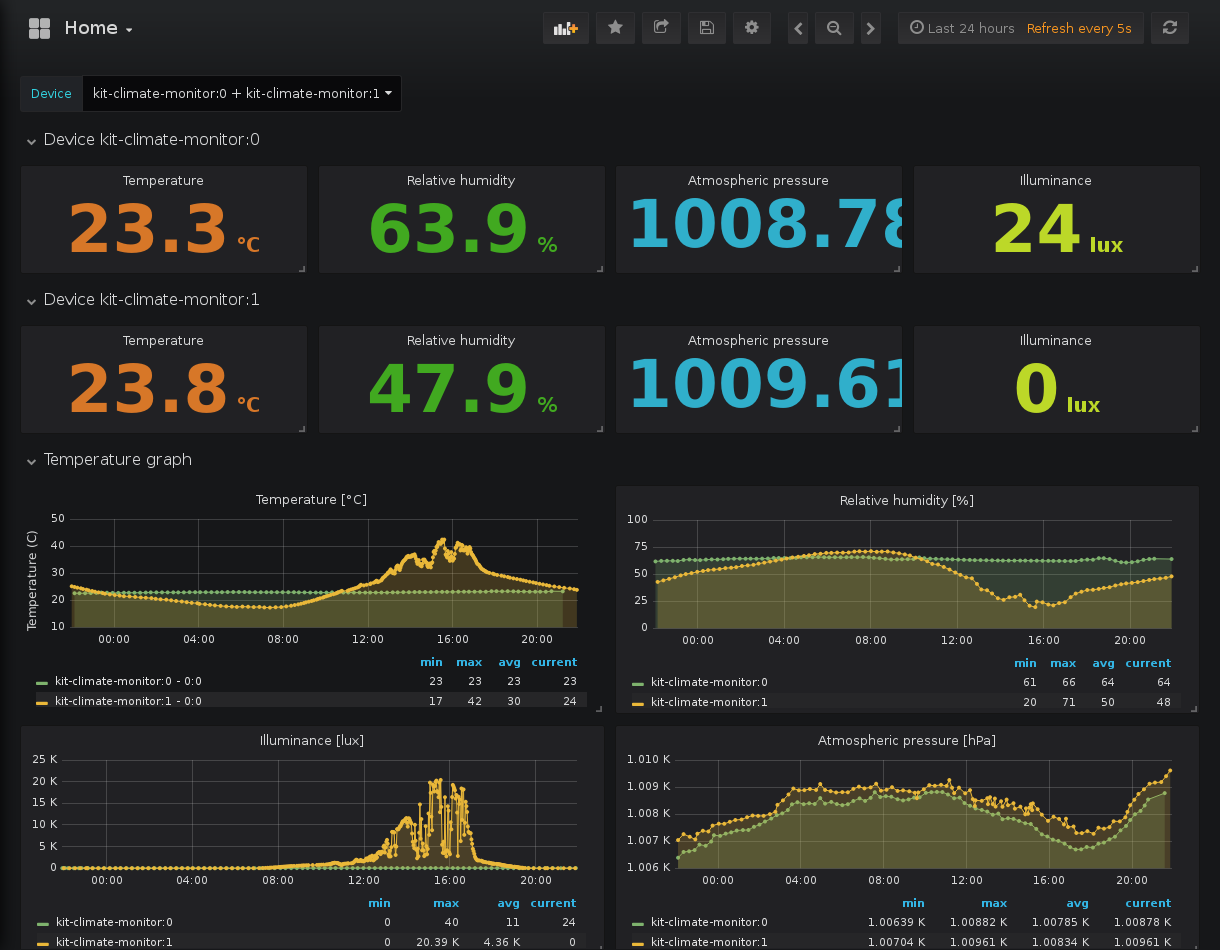 Home
Last 24 hours Refresh every 5s
Device kit-climate-monitor:0 + kit-climate-monitor:1
Device kit-climate-monitor:0
Temperature Relative humidity Atmospheric pressure Illuminance
23.3 °C 63.9 % 1008.78 24 lux
Device kit-climate-monitor:1
Temperature Relative humidity Atmospheric pressure Illuminance
23.8 °C 47.9 % 1009.61 0 lux
Temperature graph
Temperature [°C]
Temperature (C)
50
40
30
20
10
00:00 04:00 08:00 12:00 16:00 20:00
min max avg current
kit-climate-monitor:0 - 0:0 23 23 23 23
kit-climate-monitor:1 - 0:0 17 42 30 24
Relative humidity [%]
100
75
50
25
0
00:00 04:00 08:00 12:00 16:00 20:00
min max avg current
kit-climate-monitor:0 61 66 64 64
kit-climate-monitor:1 20 71 50 48
Illuminance [lux]
25 K
20 K
15 K
10 K
5 K
0
00:00 04:00 08:00 12:00 16:00 20:00
min max avg current
kit-climate-monitor:0 0 40 11 24
kit-climate-monitor:1 0 20.39 K 4.36 K 0
Atmospheric pressure [hPa]
1.010 K
1.009 K
1.008 K
1.007 K
1.006 K
00:00 04:00 08:00 12:00 16:00 20:00
min max avg current
kit-climate-monitor:0 1.00639 K 1.00882 K 1.00785 K 1.00878 K
kit-climate-monitor:1 1.00704 K 1.00961 K 1.00834 K 1.00961 K